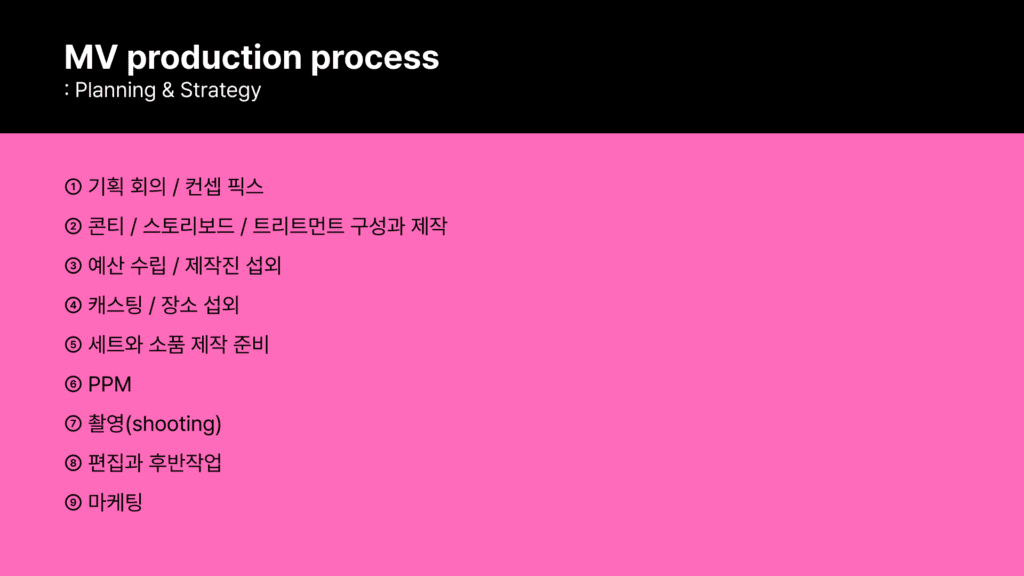 MV production process
: Planning & Strategy
① 기획 회의 / 컨셉 픽스
② 콘티 / 스토리보드 / 트리트먼트 구성과 제작
③ 예산 수립 / 제작진 섭외
④ 캐스팅 / 장소 섭외
⑤ 세트와 소품 제작 준비
⑥ PPM
⑦ 촬영(shooting)
⑧ 편집과 후반작업
⑨ 마케팅